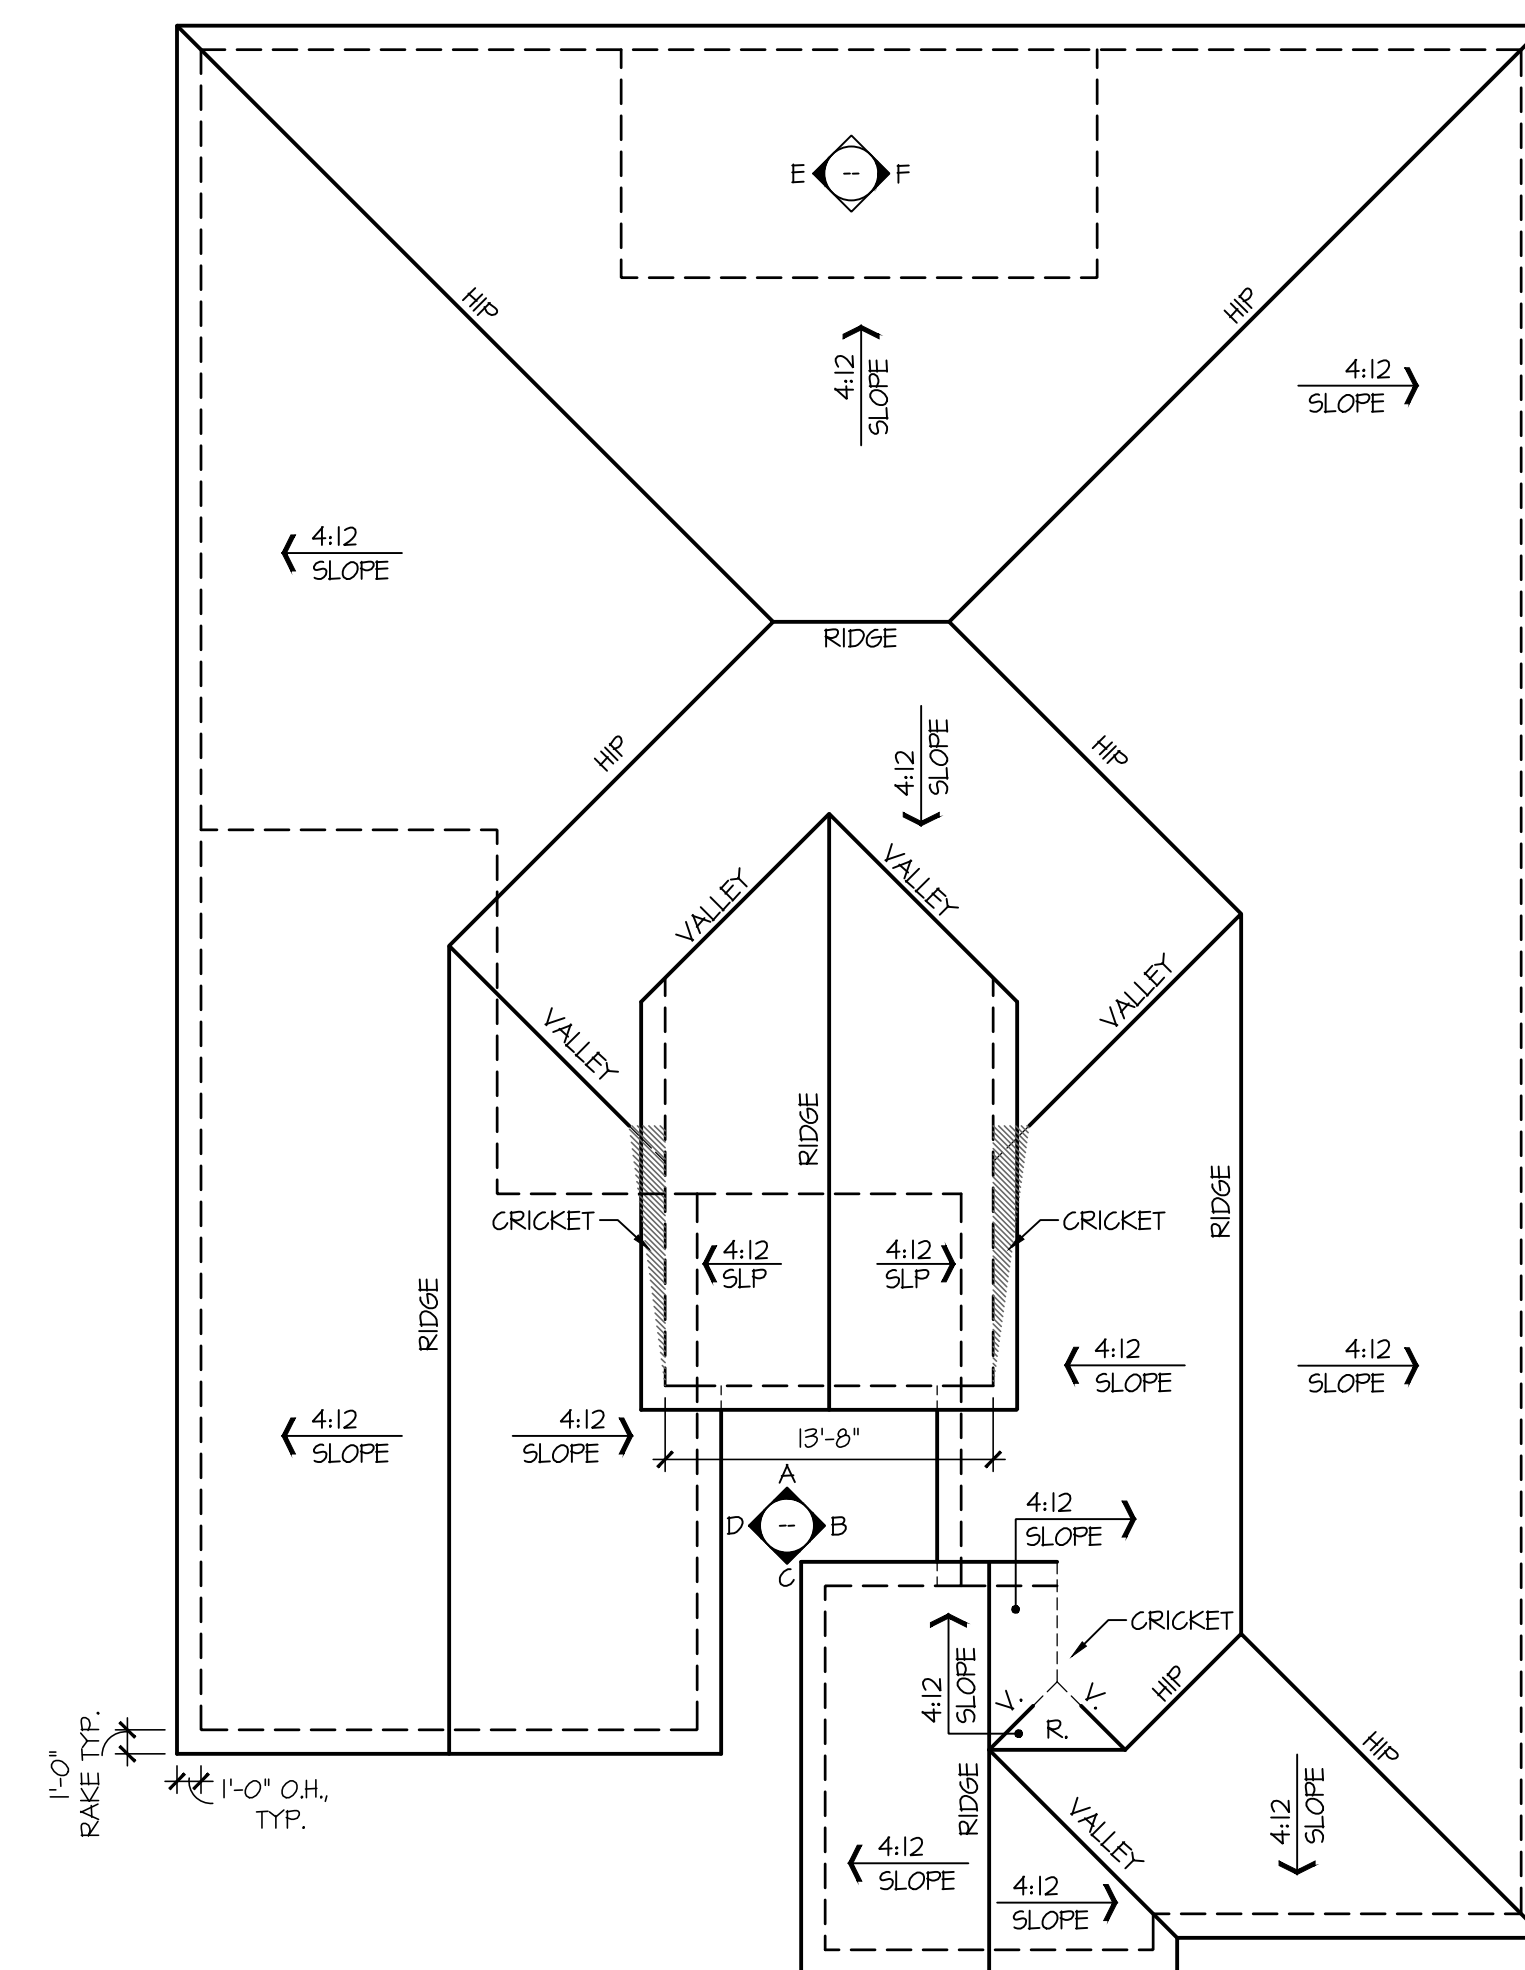 E -- F
HIP
HIP
4:12
SLOPE
4:12
SLOPE
4:12
SLOPE
RIDGE
4:12
SLOPE
HIP
HIP
VALLEY
VALLEY
VALLEY
VALLEY
RIDGE
RIDGE
CRICKET
CRICKET
4:12
SLP
4:12
SLP
RIDGE
4:12
SLOPE
4:12
SLOPE
4:12
SLOPE
4:12
SLOPE
13'-8"
A
D -- B
C
4:12
SLOPE
CRICKET
4:12
SLOPE
V.
V.
R.
HIP
HIP
1'-0"
RAKE TYP.
1'-0" O.H.,
TYP.
RIDGE
VALLEY
4:12
SLOPE
4:12
SLOPE
4:12
SLOPE